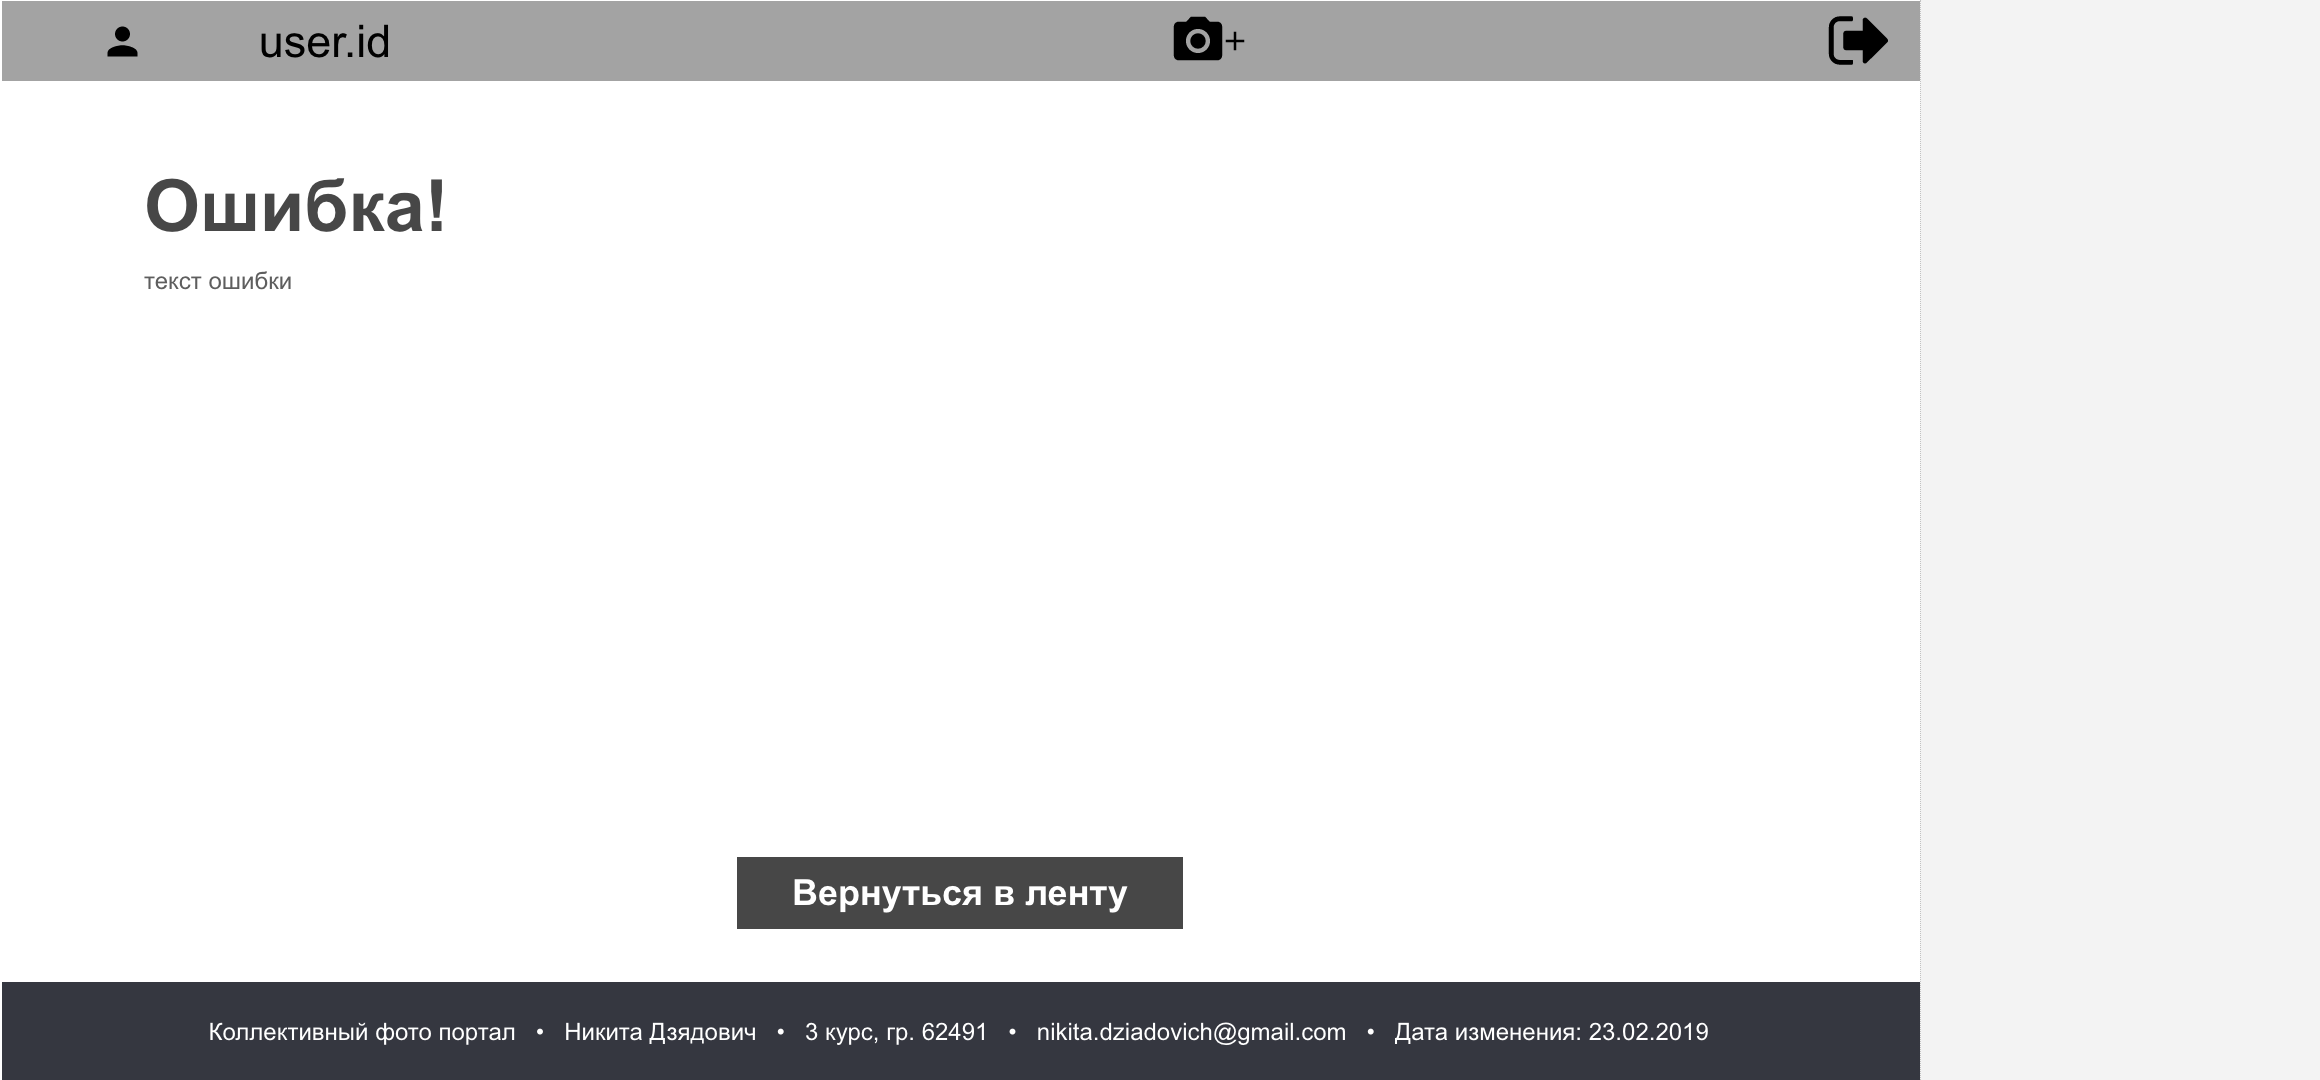 user.id
Ошибка!
текст ошибки
Вернуться в ленту
Коллективный фото портал • Никита Дзядович • 3 курс, гр. 62491 • nikita.dziadovich@gmail.com • Дата изменения: 23.02.2019